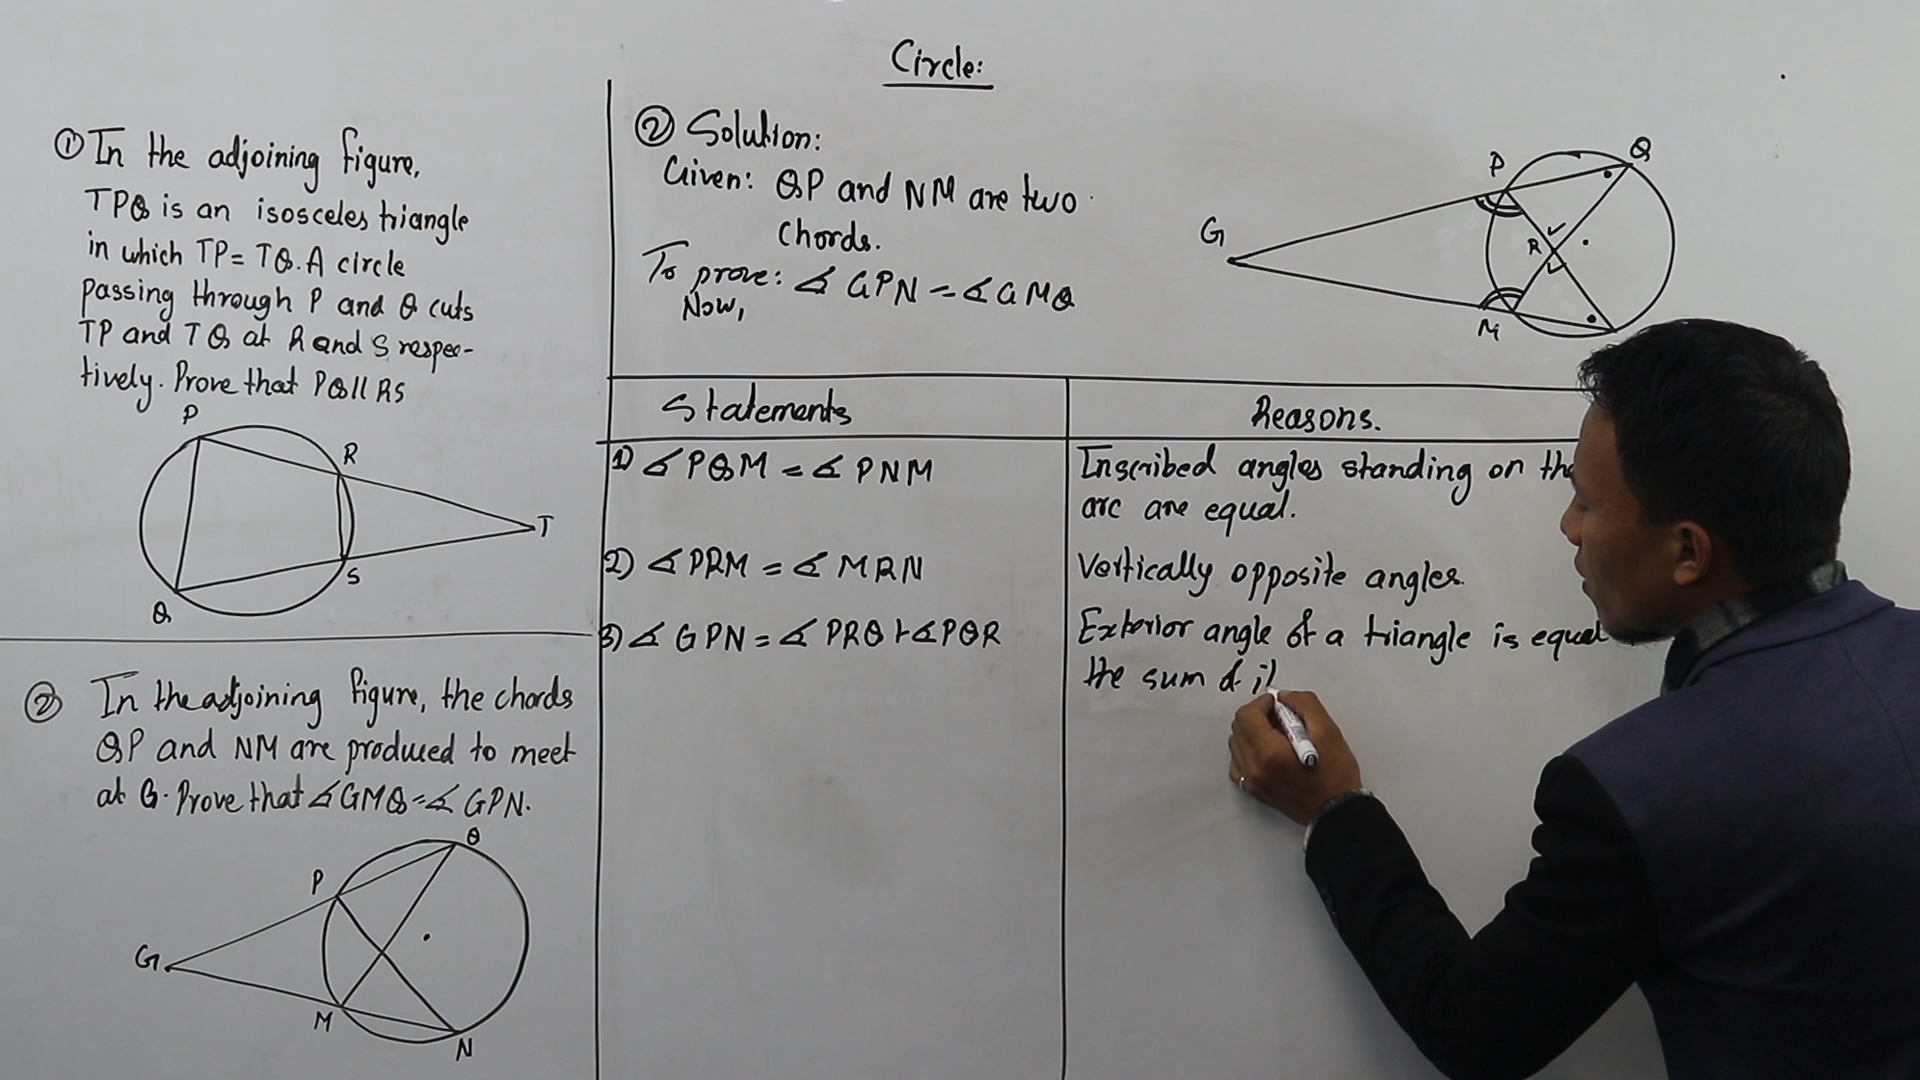 Circle:
① In the adjoining figure,
TPQ is an isosceles triangle
in which TP = TQ. A circle
passing through P and Q cuts
TP and TQ at R and S respec-
tively. Prove that PQ || RS
P
R
T
S
Q
② In the adjoining figure, the chords
QP and NM are produced to meet
at G. Prove that ∡GMQ = ∡GPN.
Q
P
G
M
N
② Solution:
Given: QP and NM are two
chords.
To prove: ∡GPN = ∡GMQ
Now,
P
Q
G
R
M
Statements
Reasons.
1) ∡PQM = ∡PNM
Inscribed angles standing on the
arc are equal.
2) ∡PRM = ∡MRN
Vertically opposite angles.
3) ∡GPN = ∡PRQ + ∡PQR
Exterior angle of a triangle is equal
the sum of it